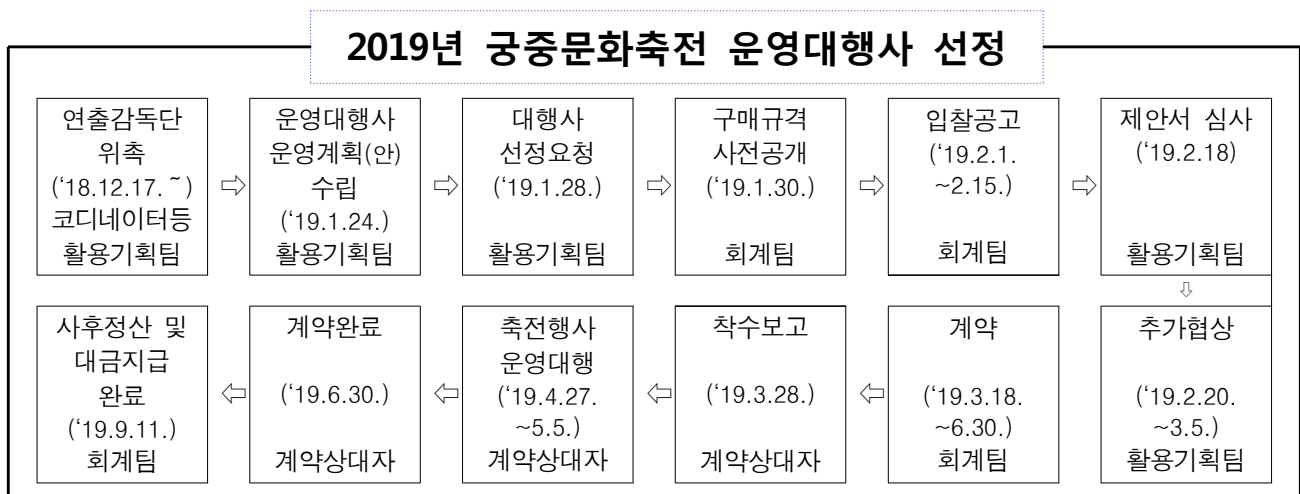 2019년 궁중문화축전 운영대행사 선정
연출감독단
위촉
(‘18.12.17.~)
코디네이터등
활용기획팀
⇨
운영대행사
운영계획(안)
수립
(‘19.1.24.)
활용기획팀
⇨
대행사
선정요청
(‘19.1.28.)
활용기획팀
⇨
구매규격
사전공개
(‘19.1.30.)
회계팀
⇨
입찰공고
(‘19.2.1.
~2.15.)
회계팀
⇨
제안서 심사
(‘19.2.18)
활용기획팀
⇩
추가협상
(‘19.2.20.
~3.5.)
활용기획팀
계약
(‘19.3.18.
~6.30.)
회계팀
⇦
착수보고
(‘19.3.28.)
계약상대자
⇦
축전행사
운영대행
(‘19.4.27.
~5.5.)
계약상대자
⇦
계약완료
(‘19.6.30.)
계약상대자
⇦
사후정산 및
대금지급
완료
(‘19.9.11.)
회계팀